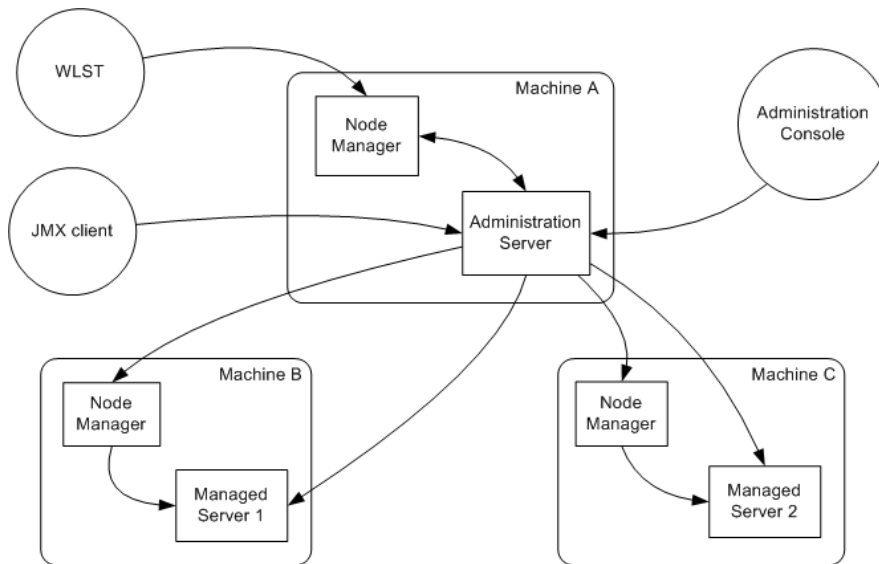 WLST
Machine A
Node
Manager
Administration
Console
JMX client
Administration
Server
Machine B
Node
Manager
Managed
Server 1
Machine C
Node
Manager
Managed
Server 2